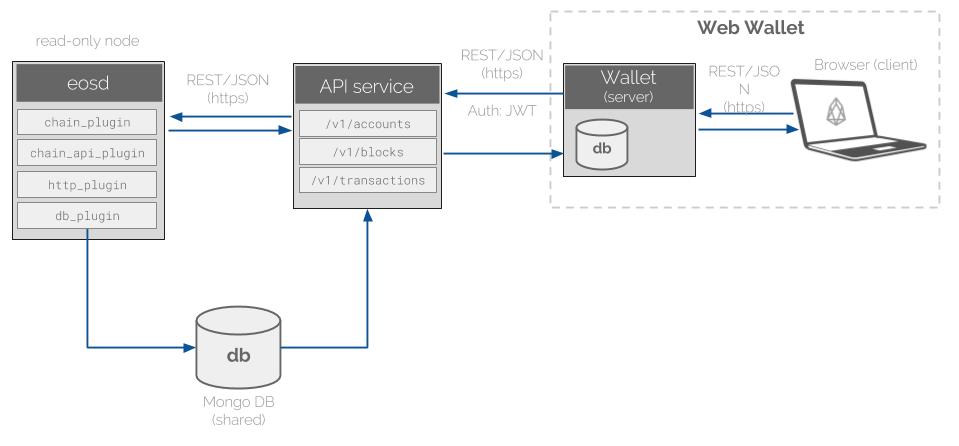 Web Wallet
read-only node
eosd
chain_plugin
chain_api_plugin
http_plugin
db_plugin
REST/JSON
(https)
API service
/v1/accounts
/v1/blocks
/v1/transactions
REST/JSON
(https)
Auth: JWT
Wallet
(server)
db
REST/JSO
N
(https)
Browser (client)
db
Mongo DB
(shared)